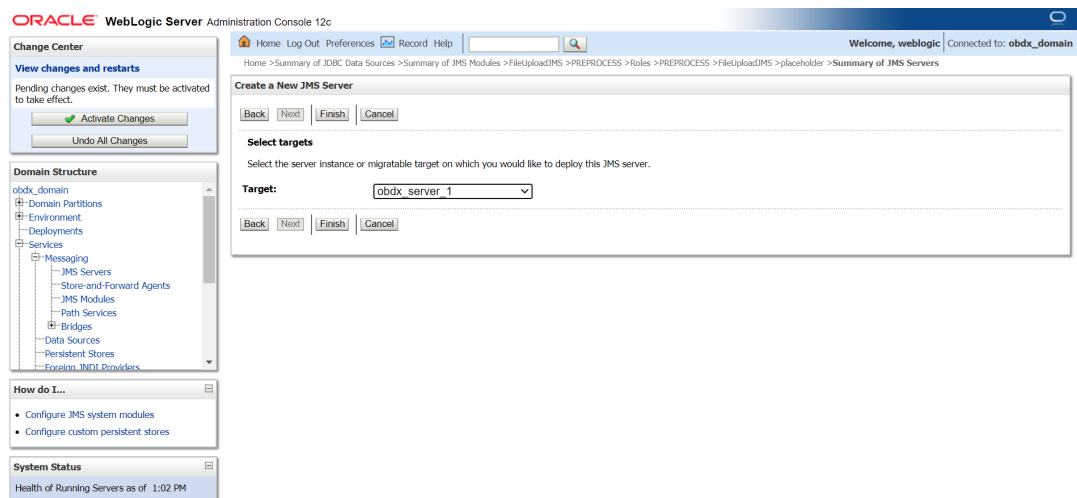 ORACLE WebLogic Server Administration Console 12c
Change Center
View changes and restarts
Pending changes exist. They must be activated
to take effect.
Activate Changes
Undo All Changes
Domain Structure
obdx_domain
Domain Partitions
Environment
Deployments
Services
Messaging
JMS Servers
Store-and-Forward Agents
JMS Modules
Path Services
Bridges
Data Sources
Persistent Stores
Foreign JNDI Providers
How do I...
Configure JMS system modules
Configure custom persistent stores
System Status
Health of Running Servers as of 1:02 PM
Home Log Out Preferences Record Help
Welcome, weblogic Connected to: obdx_domain
Home >Summary of JDBC Data Sources >Summary of JMS Modules >FileUploadJMS >PREPROCESS >Roles >PREPROCESS >FileUploadJMS >placeholder >Summary of JMS Servers
Create a New JMS Server
Back Next Finish Cancel
Select targets
Select the server instance or migratable target on which you would like to deploy this JMS server.
Target: obdx_server_1
Back Next Finish Cancel